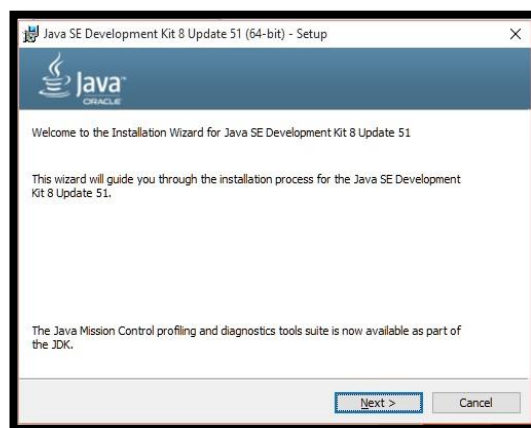 Java SE Development Kit 8 Update 51 (64-bit) - Setup
Java
ORACLE
Welcome to the Installation Wizard for Java SE Development Kit 8 Update 51
This wizard will guide you through the installation process for the Java SE Development
Kit 8 Update 51.
The Java Mission Control profiling and diagnostics tools suite is now available as part of
the JDK.
Next >
Cancel